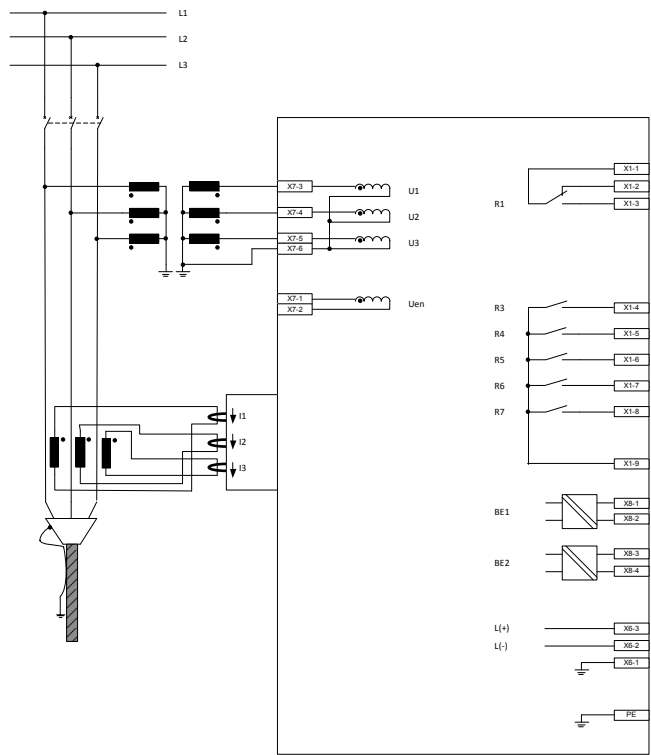 L1
L2
L3
X1-1
X7-3
U1
X1-2
R1
X1-3
X7-4
U2
X7-5
U3
X7-6
X7-1
Uen
X7-2
R3
X1-4
R4
X1-5
R5
X1-6
R6
X1-7
R7
X1-8
I1
I2
I3
X1-9
BE1
X8-1
X8-2
BE2
X8-3
X8-4
L(+)
X6-3
L(-)
X6-2
X6-1
PE